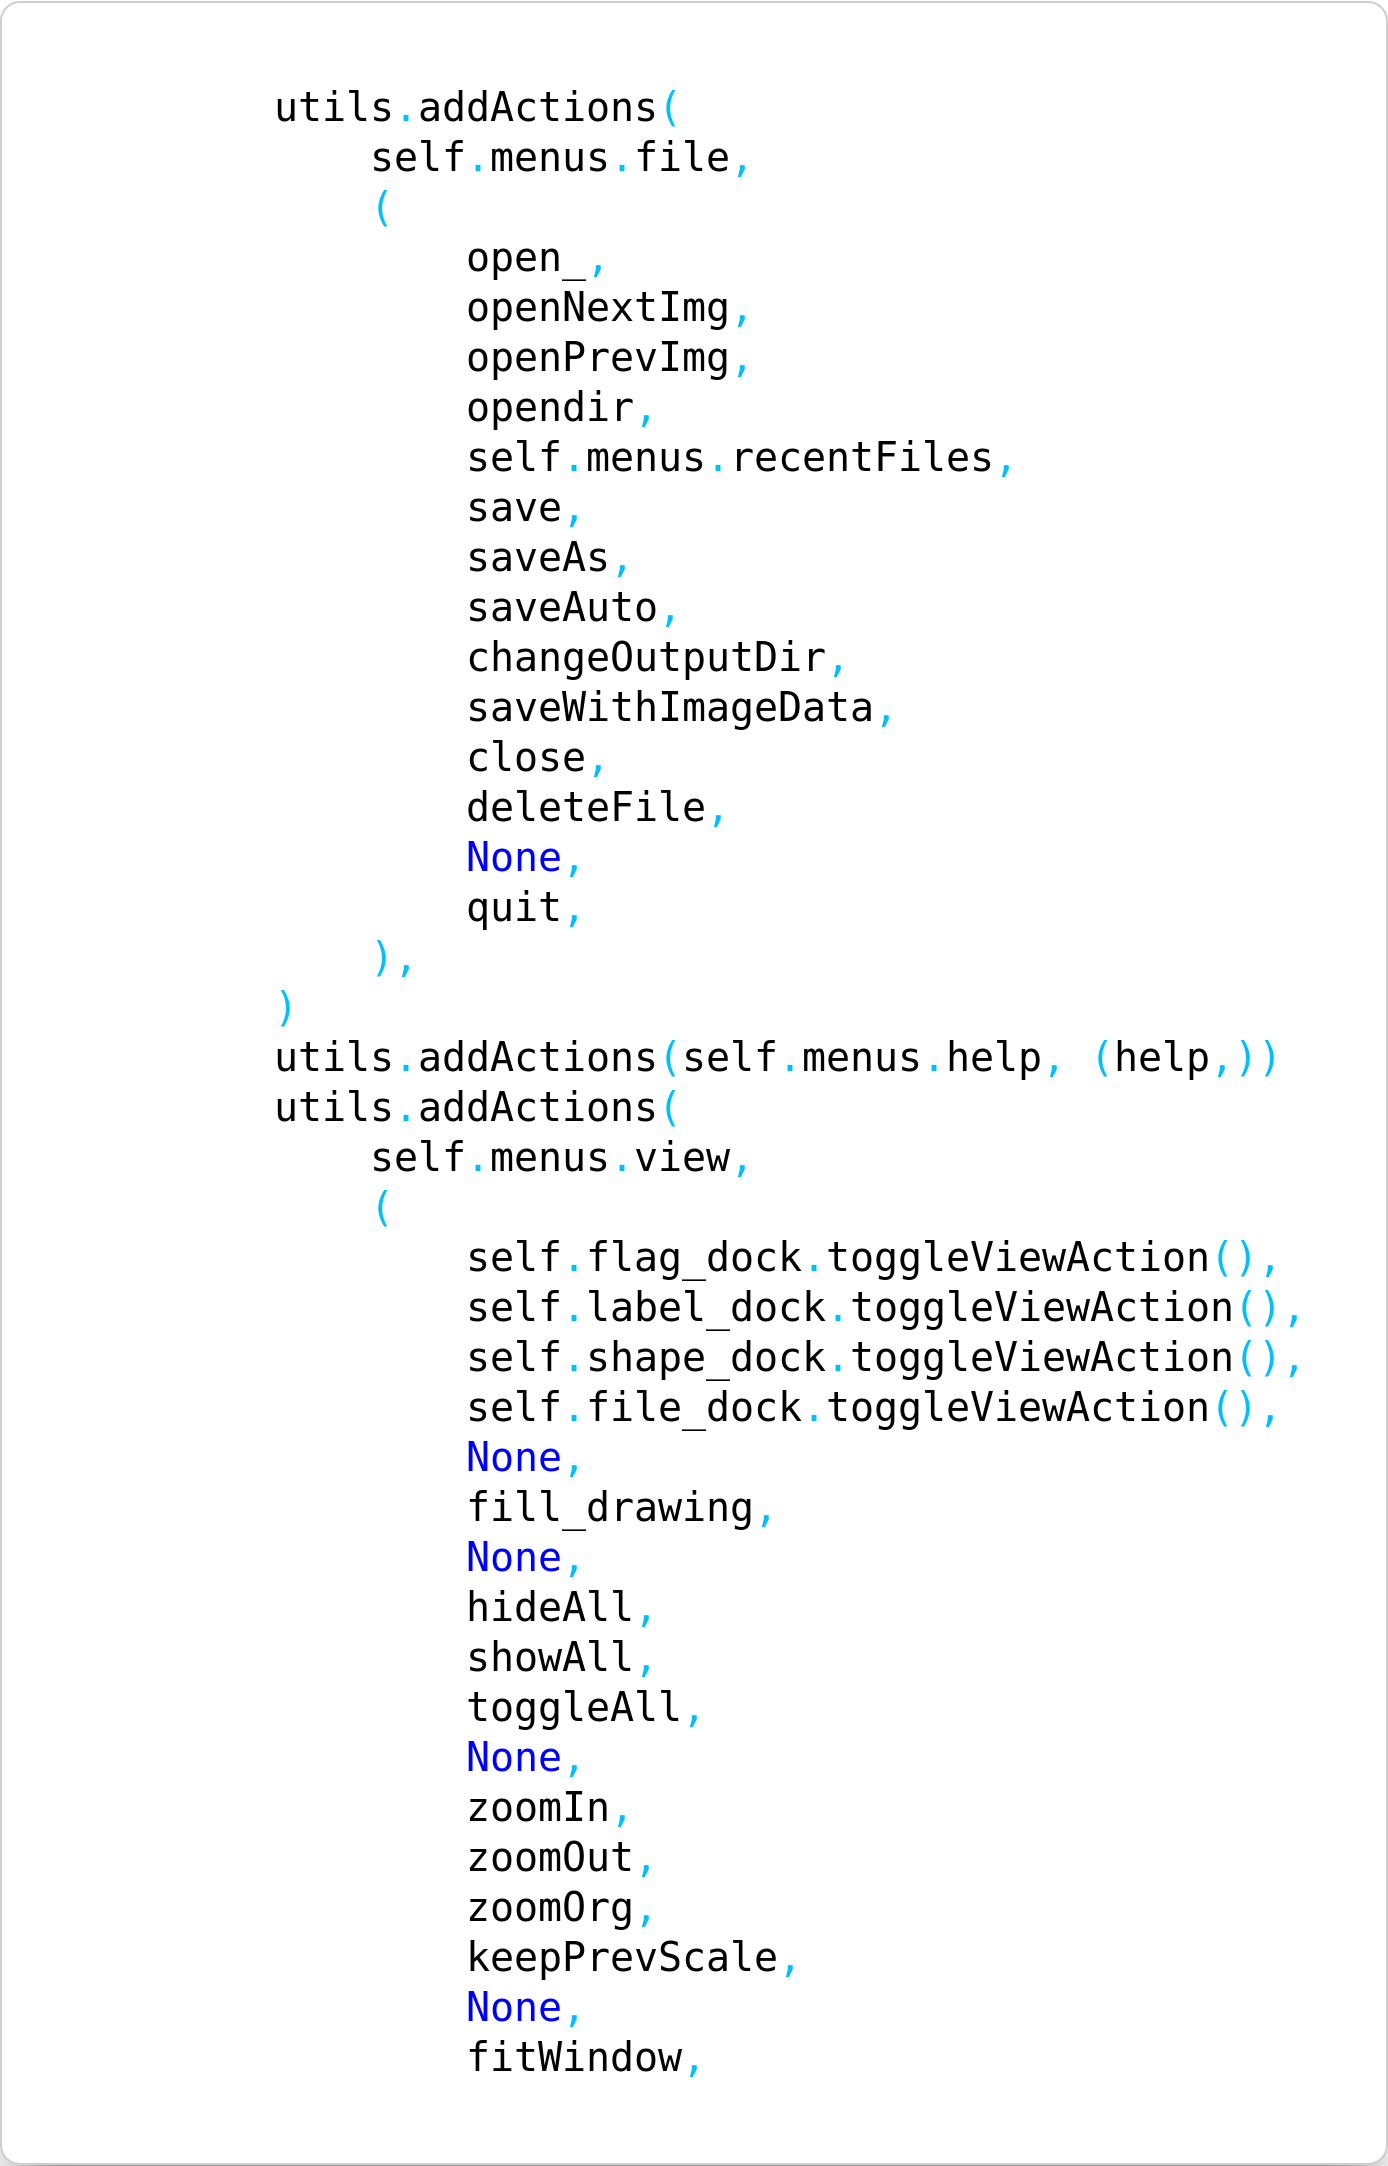 utils.addActions(
    self.menus.file,
    (
        open_,
        openNextImg,
        openPrevImg,
        opendir,
        self.menus.recentFiles,
        save,
        saveAs,
        saveAuto,
        changeOutputDir,
        saveWithImageData,
        close,
        deleteFile,
        None,
        quit,
    ),
)
utils.addActions(self.menus.help, (help,))
utils.addActions(
    self.menus.view,
    (
        self.flag_dock.toggleViewAction(),
        self.label_dock.toggleViewAction(),
        self.shape_dock.toggleViewAction(),
        self.file_dock.toggleViewAction(),
        None,
        fill_drawing,
        None,
        hideAll,
        showAll,
        toggleAll,
        None,
        zoomIn,
        zoomOut,
        zoomOrg,
        keepPrevScale,
        None,
        fitWindow,